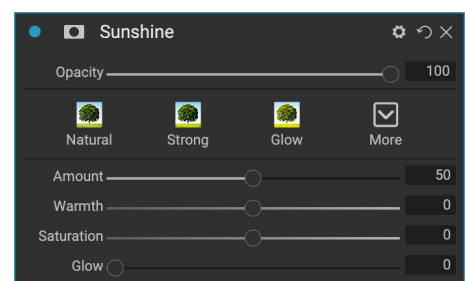 Sunshine
Opacity 100
Natural Strong Glow More
Amount 50
Warmth 0
Saturation 0
Glow 0